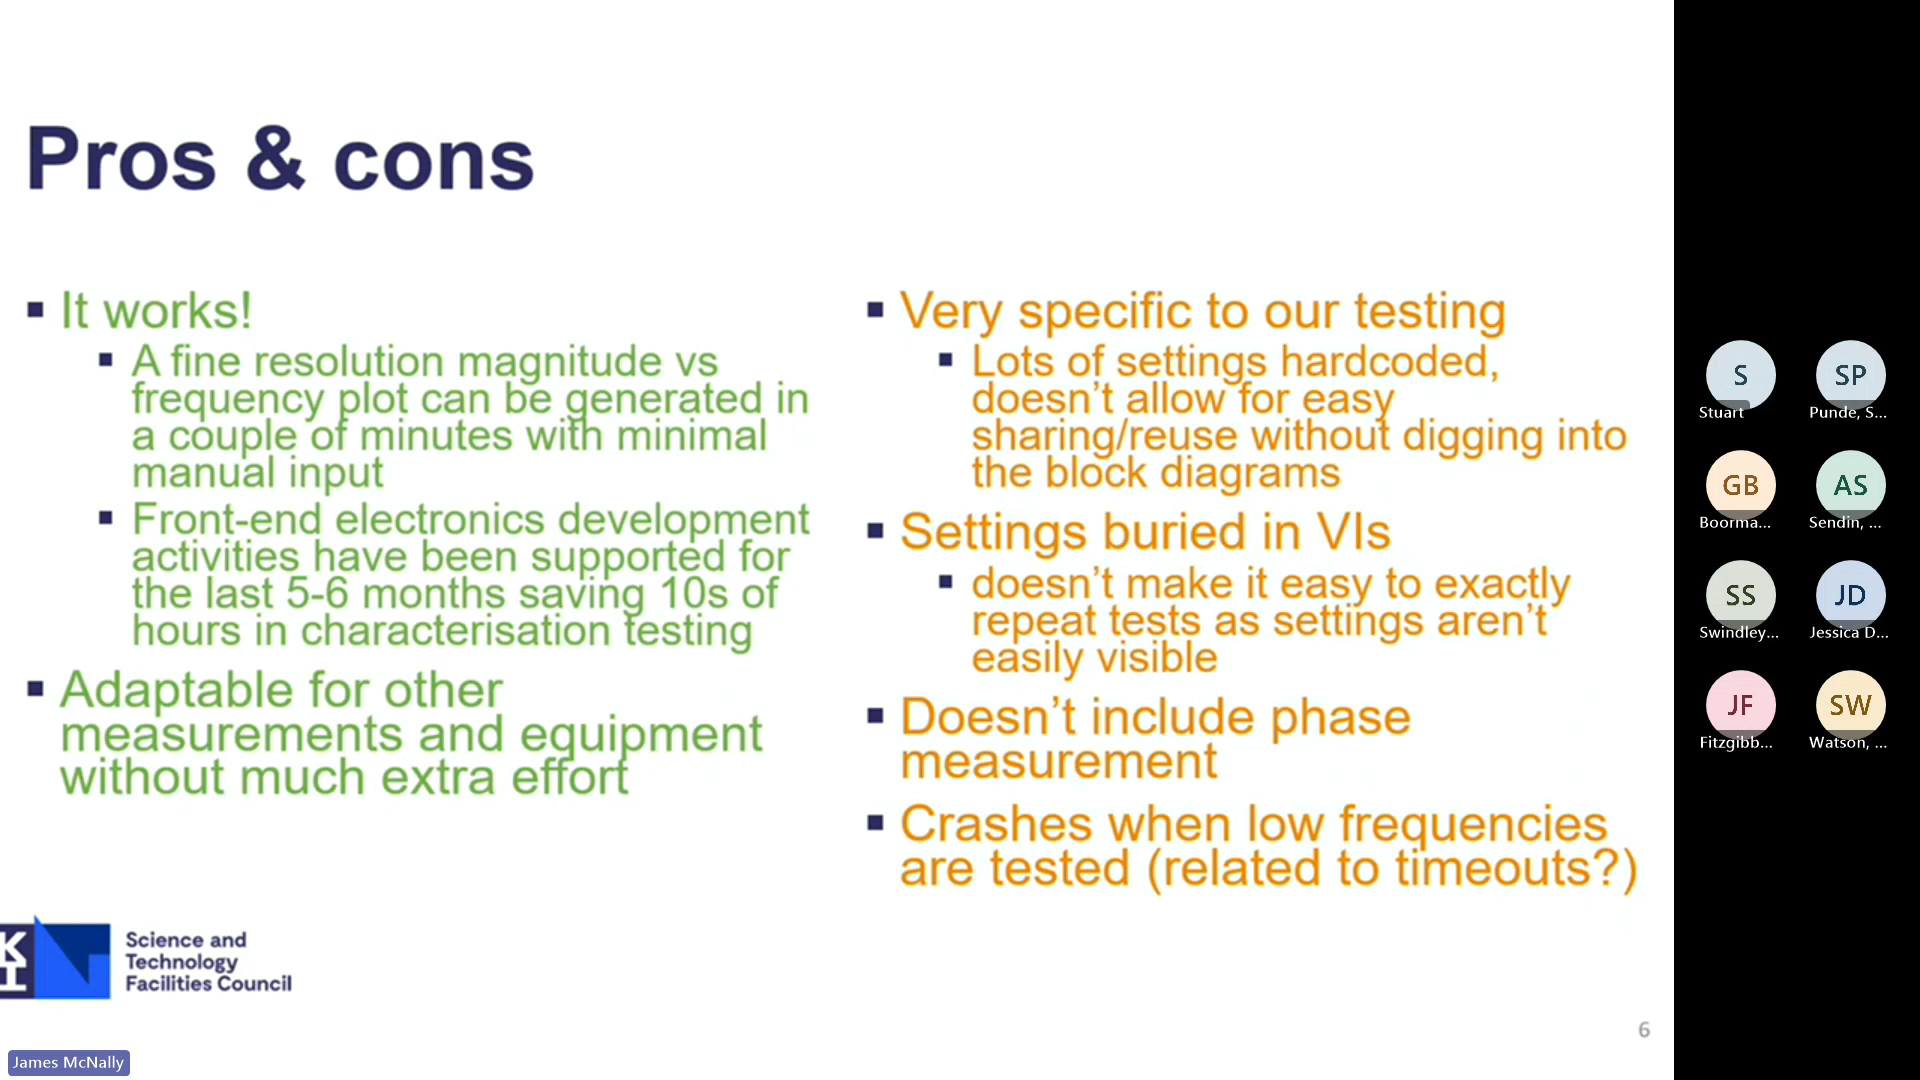 Pros & cons
It works!
A fine resolution magnitude vs
frequency plot can be generated in
a couple of minutes with minimal
manual input
Front-end electronics development
activities have been supported for
the last 5-6 months saving 10s of
hours in characterisation testing
Adaptable for other
measurements and equipment
without much extra effort
Very specific to our testing
Lots of settings hardcoded,
doesn't allow for easy
sharing/reuse without digging into
the block diagrams
Settings buried in VIs
doesn't make it easy to exactly
repeat tests as settings aren't
easily visible
Doesn't include phase
measurement
Crashes when low frequencies
are tested (related to timeouts?)
Science and
Technology
Facilities Council
6
James McNally
S
Stuart
SP
Punde, S...
GB
Boorma...
AS
Sendin, ...
SS
Swindley...
JD
Jessica D...
JF
Fitzgibb...
SW
Watson, ...